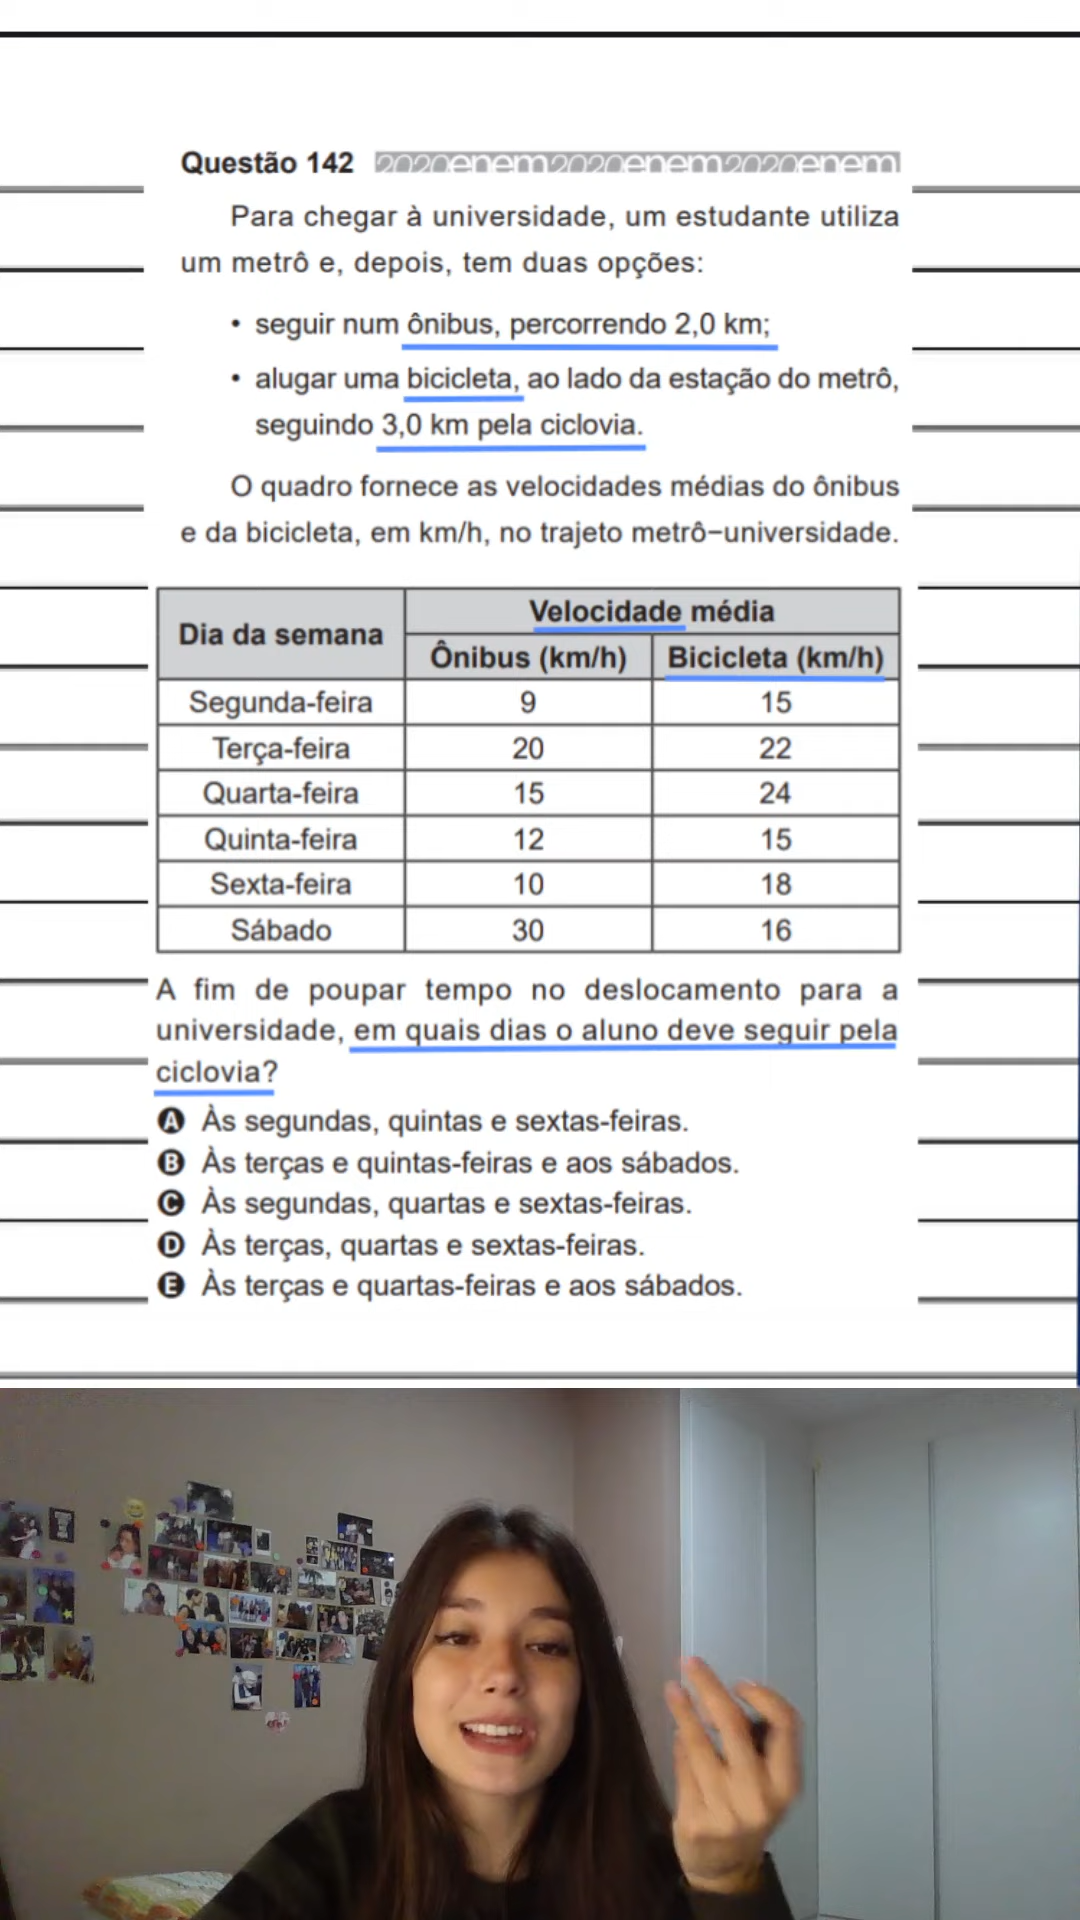 Questão 142 2020enem2020enem2020enem
Para chegar à universidade, um estudante utiliza
um metrô e, depois, tem duas opções:
• seguir num ônibus, percorrendo 2,0 km;
• alugar uma bicicleta, ao lado da estação do metrô,
seguindo 3,0 km pela ciclovia.
O quadro fornece as velocidades médias do ônibus
e da bicicleta, em km/h, no trajeto metrô−universidade.
Dia da semana
Velocidade média
Ônibus (km/h) Bicicleta (km/h)
Segunda-feira 9 15
Terça-feira 20 22
Quarta-feira 15 24
Quinta-feira 12 15
Sexta-feira 10 18
Sábado 30 16
A fim de poupar tempo no deslocamento para a
universidade, em quais dias o aluno deve seguir pela
ciclovia?
A Às segundas, quintas e sextas-feiras.
B Às terças e quintas-feiras e aos sábados.
C Às segundas, quartas e sextas-feiras.
D Às terças, quartas e sextas-feiras.
E Às terças e quartas-feiras e aos sábados.